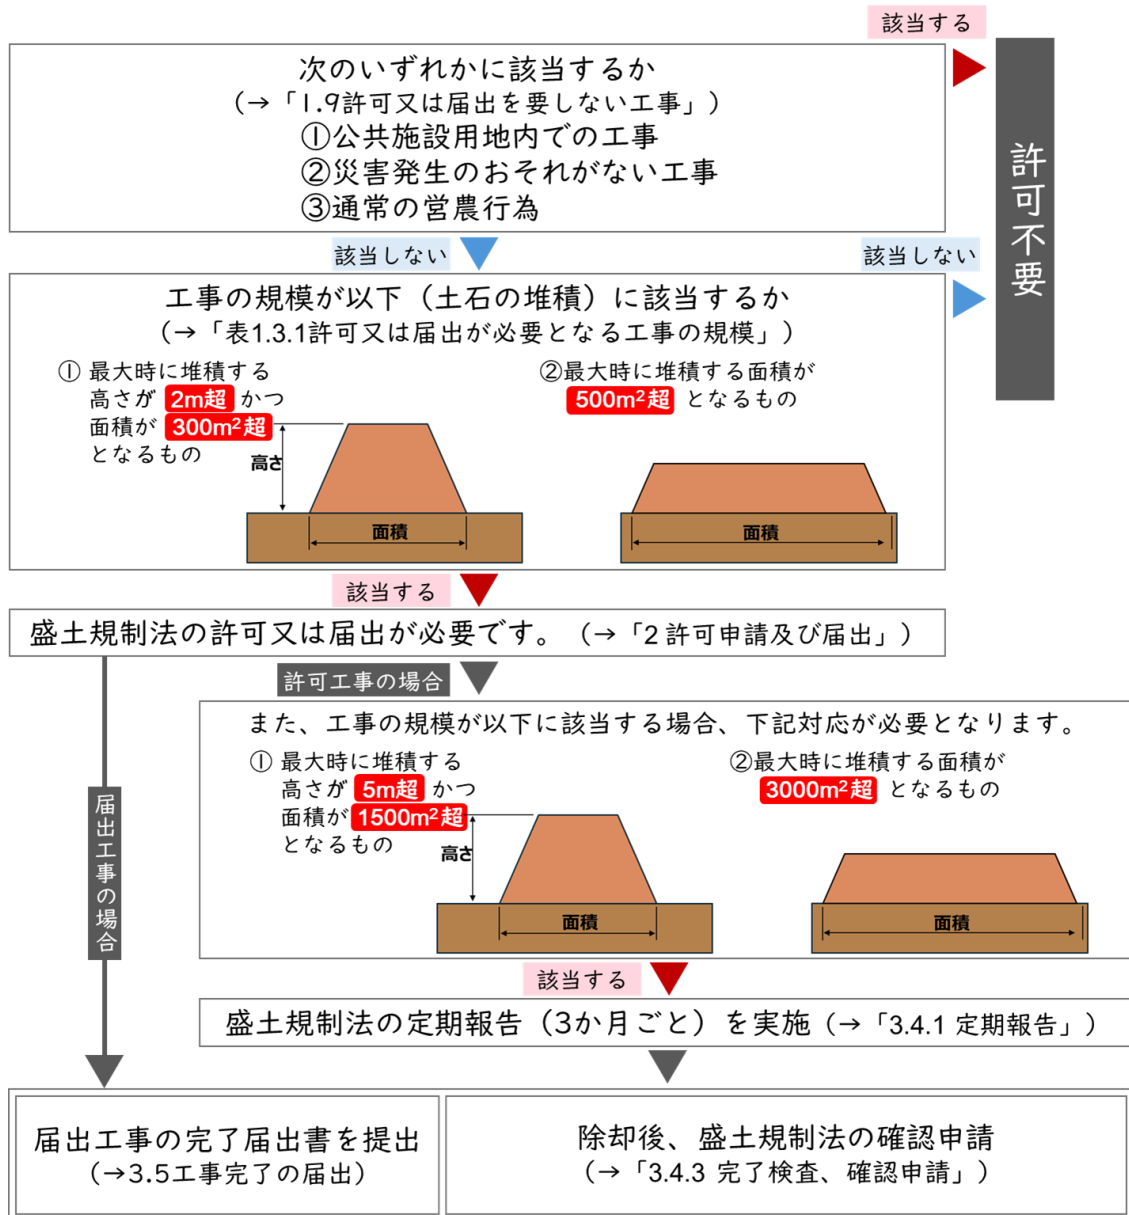 該当する
次のいずれかに該当するか
（→「1.9許可又は届出を要しない工事」）
①公共施設用地内での工事
②災害発生のおそれがない工事
③通常の営農行為
許可不要
該当しない
該当しない
工事の規模が以下（土石の堆積）に該当するか
（→「表1.3.1許可又は届出が必要となる工事の規模」）
① 最大時に堆積する
高さが 2m超 かつ
面積が 300m²超
となるもの
高さ
面積
②最大時に堆積する面積が
500m²超 となるもの
面積
該当する
盛土規制法の許可又は届出が必要です。（→「2 許可申請及び届出」）
許可工事の場合
届出工事の場合
また、工事の規模が以下に該当する場合、下記対応が必要となります。
① 最大時に堆積する
高さが 5m超 かつ
面積が 1500m²超
となるもの
高さ
面積
②最大時に堆積する面積が
3000m²超 となるもの
面積
該当する
盛土規制法の定期報告（3か月ごと）を実施（→「3.4.1 定期報告」）
届出工事の完了届出書を提出
（→3.5工事完了の届出）
除却後、盛土規制法の確認申請
（→「3.4.3 完了検査、確認申請」）